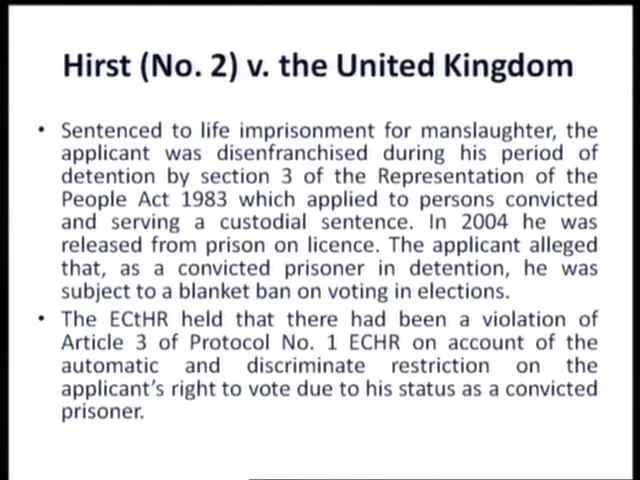 Hirst (No. 2) v. the United Kingdom
• Sentenced to life imprisonment for manslaughter, the
applicant was disenfranchised during his period of
detention by section 3 of the Representation of the
People Act 1983 which applied to persons convicted
and serving a custodial sentence. In 2004 he was
released from prison on licence. The applicant alleged
that, as a convicted prisoner in detention, he was
subject to a blanket ban on voting in elections.
• The ECtHR held that there had been a violation of
Article 3 of Protocol No. 1 ECHR on account of the
automatic and discriminate restriction on the
applicant's right to vote due to his status as a convicted
prisoner.